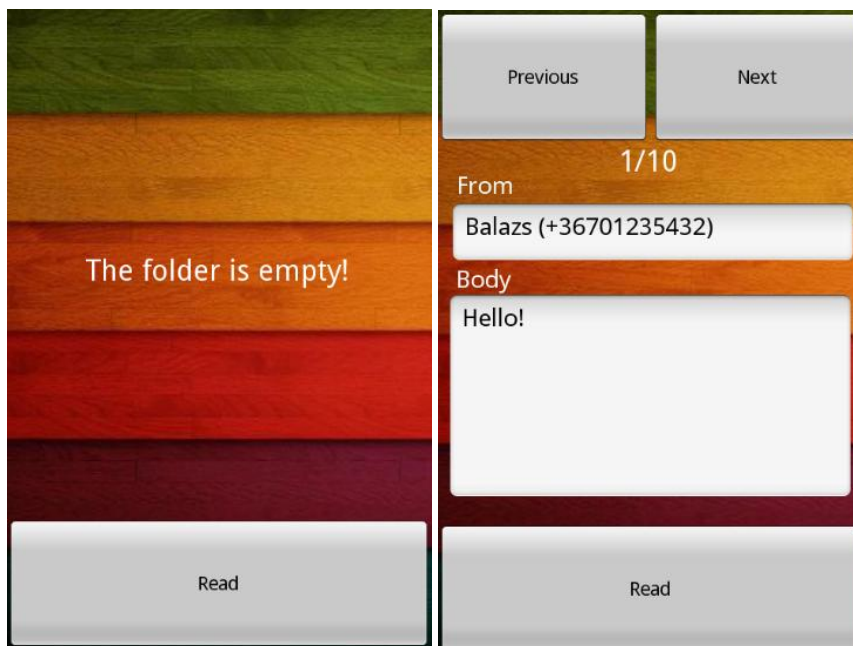 The folder is empty!
Read
Previous
Next
1/10
From
Balazs (+36701235432)
Body
Hello!
Read